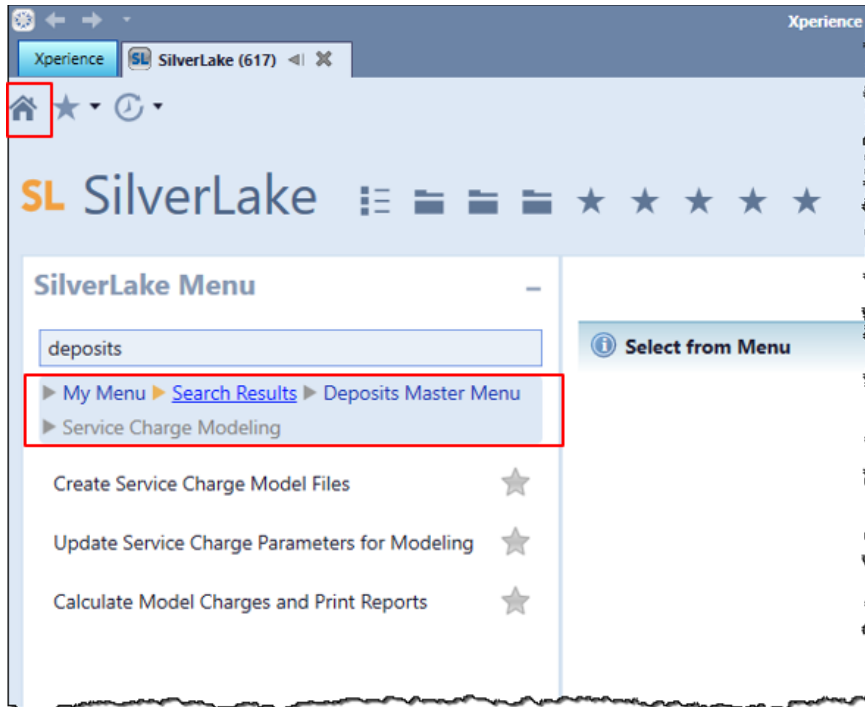 Xperience
Xperience SL SilverLake (617)
SL SilverLake
SilverLake Menu
deposits
My Menu Search Results Deposits Master Menu
Service Charge Modeling
Create Service Charge Model Files
Update Service Charge Parameters for Modeling
Calculate Model Charges and Print Reports
Select from Menu